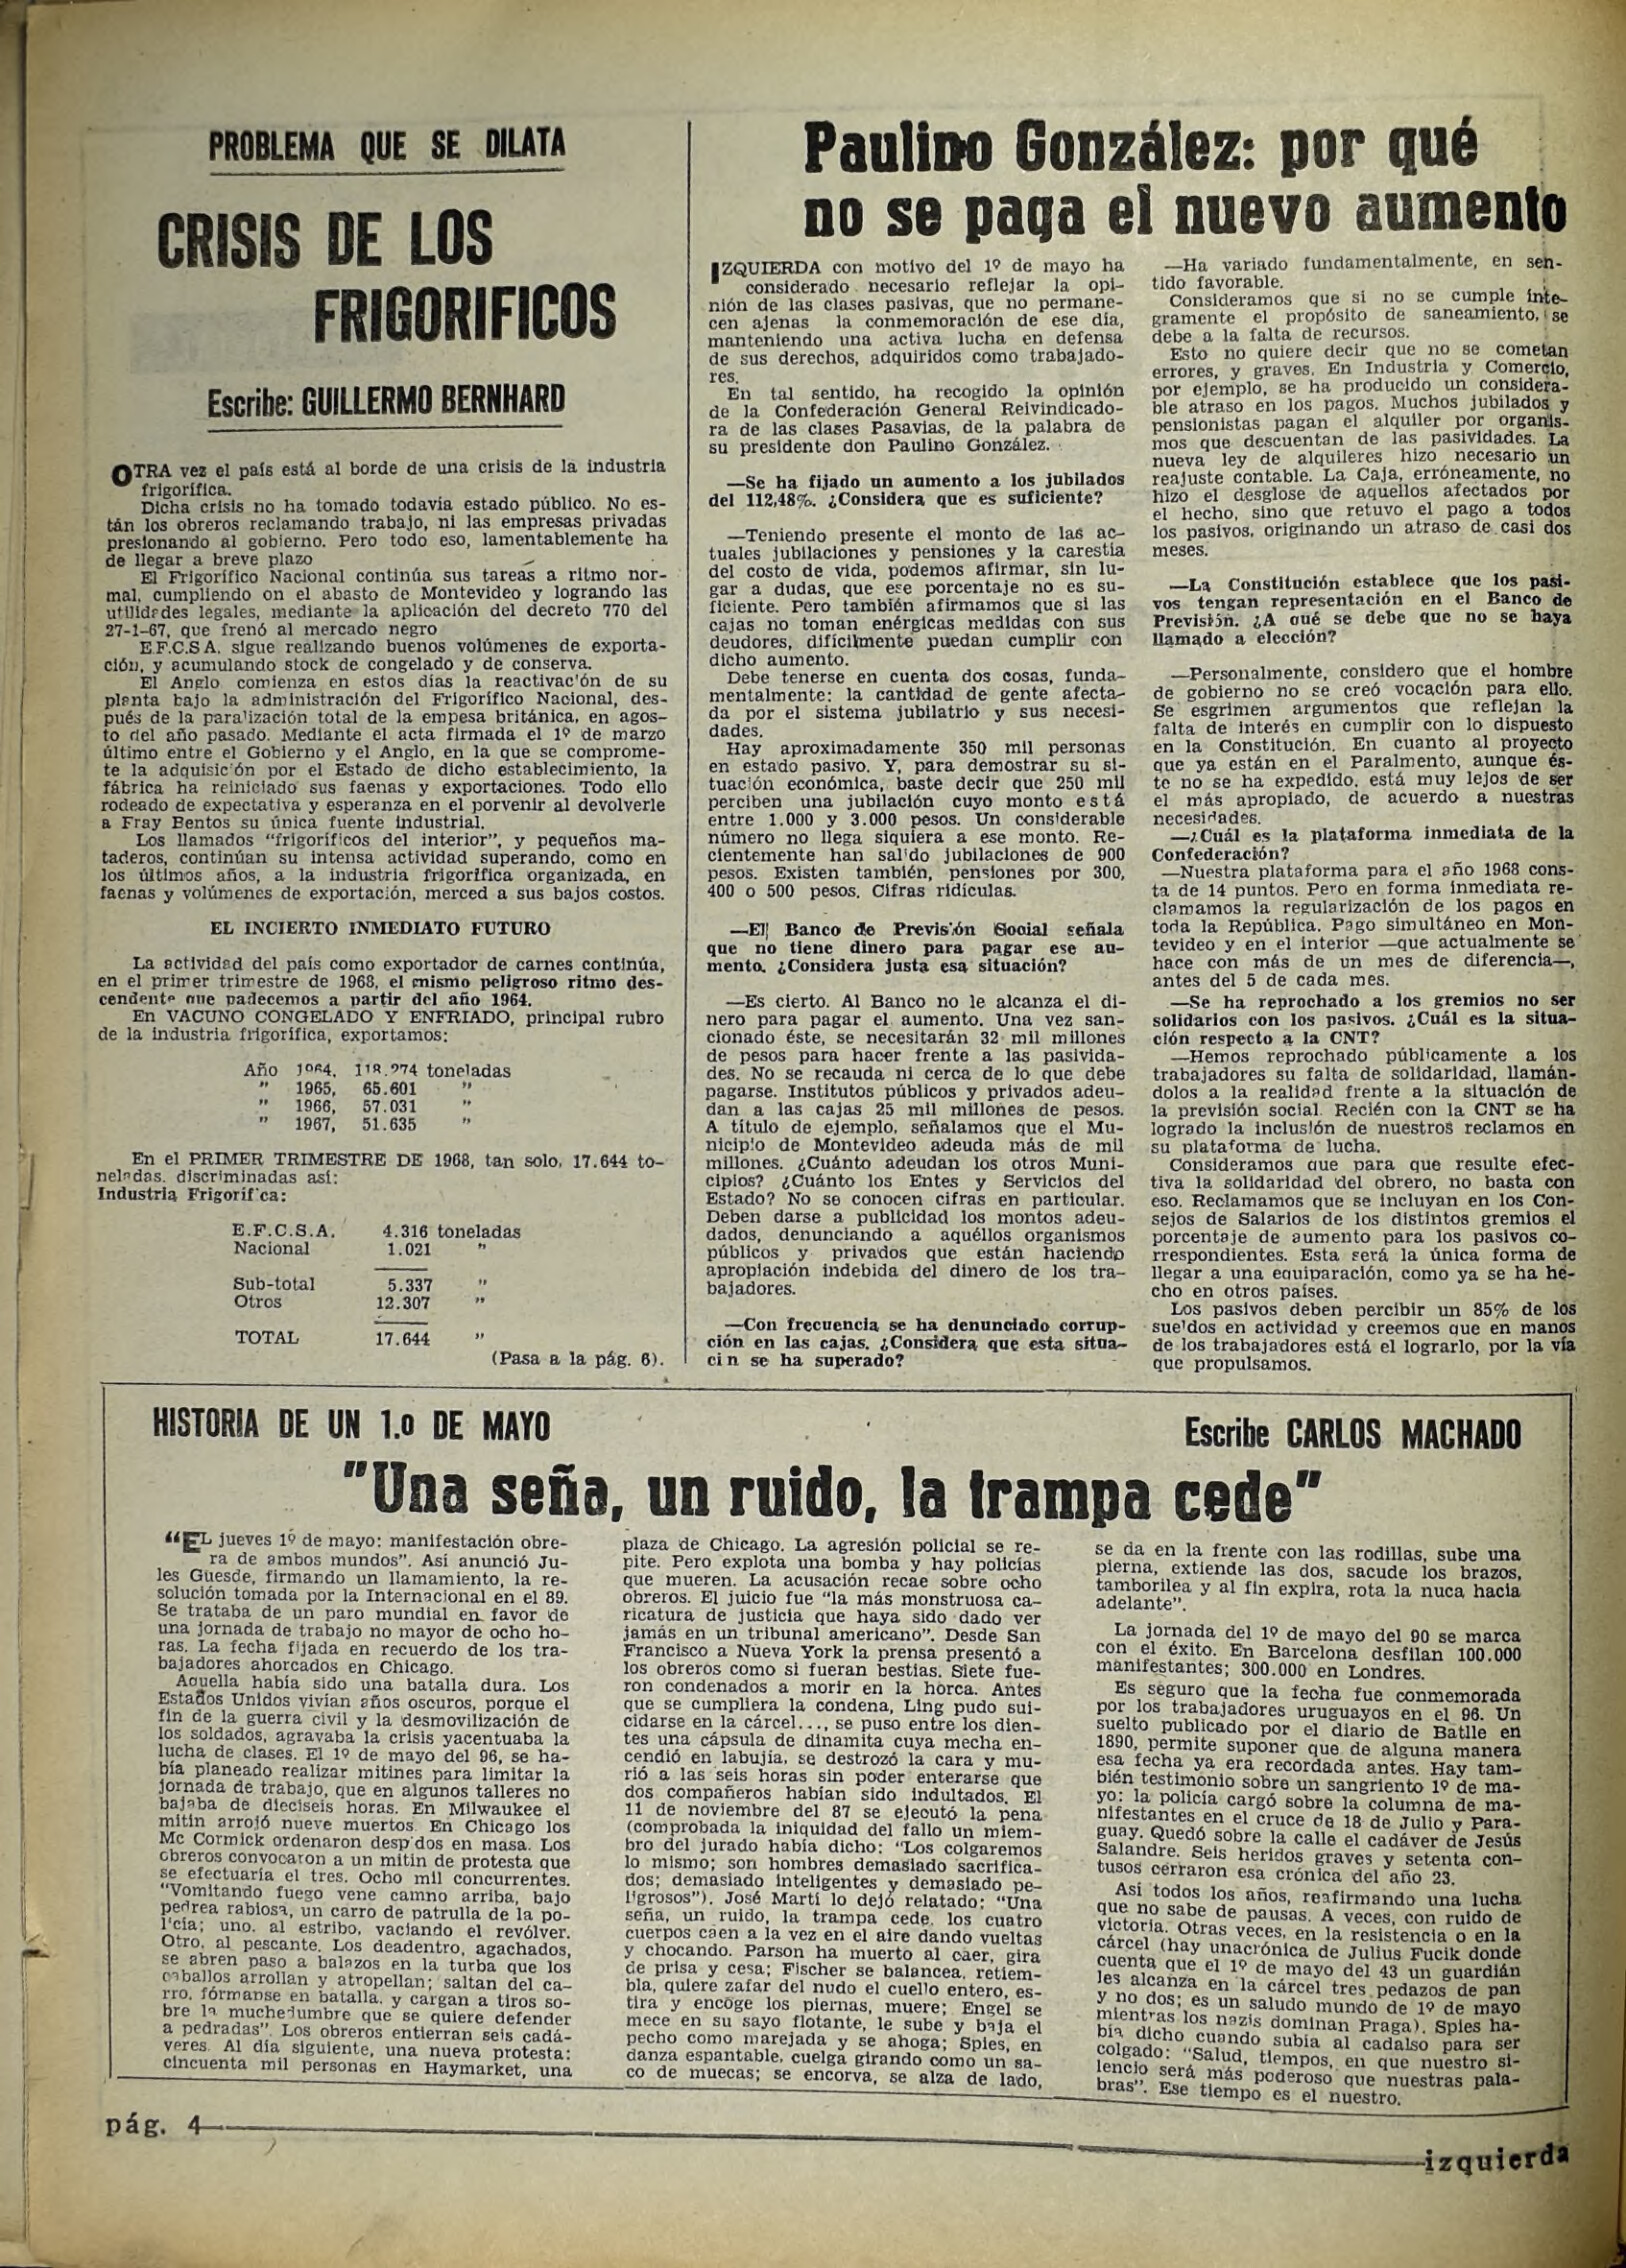 PROBLEMA QUE SE DILATA
CRISIS DE LOS
FRIGORIFICOS
Escribe: GUILLERMO BERNHARD
OTRA vez el país está al borde de una crisis de la industria
frigorífica.
Dicha crisis no ha tomado todavía estado público. No es-
tán los obreros reclamando trabajo, ni las empresas privadas
presionando al gobierno. Pero todo eso, lamentablemente ha
de llegar a breve plazo
El Frigorífico Nacional continúa sus tareas a ritmo nor-
mal, cumpliendo on el abasto de Montevideo y logrando las
utilidades legales, mediante la aplicación del decreto 770 del
27-1-67, que frenó al mercado negro
E.F.C.S.A. sigue realizando buenos volúmenes de exporta-
ción, y acumulando stock de congelado y de conserva.
El Anglo comienza en estos días la reactivación de su
planta bajo la administración del Frigorífico Nacional, des-
pués de la paralización total de la empesa británica, en agos-
to del año pasado. Mediante el acta firmada el 1º de marzo
último entre el Gobierno y el Anglo, en la que se comprome-
te la adquisición por el Estado de dicho establecimiento, la
fábrica ha reiniciado sus faenas y exportaciones. Todo ello
rodeado de expectativa y esperanza en el porvenir al devolverle
a Fray Bentos su única fuente industrial.
Los llamados "frigoríficos del interior", y pequeños ma-
taderos, continúan su intensa actividad superando, como en
los últimos años, a la industria frigorífica organizada, en
faenas y volúmenes de exportación, merced a sus bajos costos.
EL INCIERTO INMEDIATO FUTURO
La actividad del país como exportador de carnes continúa,
en el primer trimestre de 1968, el mismo peligroso ritmo des-
cendente que padecemos a partir del año 1964.
En VACUNO CONGELADO Y ENFRIADO, principal rubro
de la industria frigorífica, exportamos:
Año 1964, 118.274 toneladas
" 1965, 65.601 "
" 1966, 57.031 "
" 1967, 51.635 "
En el PRIMER TRIMESTRE DE 1968, tan solo, 17.644 to-
neladas, discriminadas así:
Industria Frigorífica:
E.F.C.S.A. 4.316 toneladas
Nacional 1.021 "
Sub-total 5.337 "
Otros 12.307 "
TOTAL 17.644 "
(Pasa a la pág. 6).
Paulino González: por qué
no se paga el nuevo aumento
IZQUIERDA con motivo del 1º de mayo ha
considerado necesario reflejar la opi-
nión de las clases pasivas, que no permane-
cen ajenas la conmemoración de ese día,
manteniendo una activa lucha en defensa
de sus derechos, adquiridos como trabajado-
res.
En tal sentido, ha recogido la opinión
de la Confederación General Reivindicado-
ra de las clases Pasavias, de la palabra de
su presidente don Paulino González.
—Se ha fijado un aumento a los jubilados
del 112,48%. ¿Considera que es suficiente?
—Teniendo presente el monto de las ac-
tuales jubilaciones y pensiones y la carestía
del costo de vida, podemos afirmar, sin lu-
gar a dudas, que ese porcentaje no es su-
ficiente. Pero también afirmamos que si las
cajas no toman enérgicas medidas con sus
deudores, difícilmente puedan cumplir con
dicho aumento.
Debe tenerse en cuenta dos cosas, funda-
mentalmente: la cantidad de gente afecta-
da por el sistema jubilatrio y sus necesi-
dades.
Hay aproximadamente 350 mil personas
en estado pasivo. Y, para demostrar su si-
tuación económica, baste decir que 250 mil
perciben una jubilación cuyo monto está
entre 1.000 y 3.000 pesos. Un considerable
número no llega siquiera a ese monto. Re-
cientemente han salido jubilaciones de 900
pesos. Existen también, pensiones por 300,
400 o 500 pesos. Cifras ridículas.
—El Banco de Previsión Social señala
que no tiene dinero para pagar ese au-
mento. ¿Considera justa esa situación?
—Es cierto. Al Banco no le alcanza el di-
nero para pagar el aumento. Una vez san-
cionado éste, se necesitarán 32 mil millones
de pesos para hacer frente a las pasivida-
des. No se recauda ni cerca de lo que debe
pagarse. Institutos públicos y privados adeu-
dan a las cajas 25 mil millones de pesos.
A título de ejemplo, señalamos que el Mu-
nicipio de Montevideo adeuda más de mil
millones. ¿Cuánto adeudan los otros Muni-
cipios? ¿Cuánto los Entes y Servicios del
Estado? No se conocen cifras en particular.
Deben darse a publicidad los montos adeu-
dados, denunciando a aquéllos organismos
públicos y privados que están haciendo
apropiación indebida del dinero de los tra-
bajadores.
—Con frecuencia se ha denunciado corrup-
ción en las cajas. ¿Considera que esta situa-
ción se ha superado?
—Ha variado fundamentalmente, en sen-
tido favorable.
Consideramos que si no se cumple ínte-
gramente el propósito de saneamiento, se
debe a la falta de recursos.
Esto no quiere decir que no se cometan
errores, y graves. En Industria y Comercio,
por ejemplo, se ha producido un considera-
ble atraso en los pagos. Muchos jubilados y
pensionistas pagan el alquiler por organis-
mos que descuentan de las pasividades. La
nueva ley de alquileres hizo necesario un
reajuste contable. La Caja, erróneamente, no
hizo el desglose de aquellos afectados por
el hecho, sino que retuvo el pago a todos
los pasivos, originando un atraso de casi dos
meses.
—La Constitución establece que los pasi-
vos tengan representación en el Banco de
Previsión. ¿A qué se debe que no se haya
llamado a elección?
—Personalmente, considero que el hombre
de gobierno no se creó vocación para ello.
Se esgrimen argumentos que reflejan la
falta de interés en cumplir con lo dispuesto
en la Constitución. En cuanto al proyecto
que ya están en el Paralmento, aunque és-
te no se ha expedido, está muy lejos de ser
el más apropiado, de acuerdo a nuestras
necesidades.
—¿Cuál es la plataforma inmediata de la
Confederación?
—Nuestra plataforma para el año 1968 cons-
ta de 14 puntos. Pero en forma inmediata re-
clamamos la regularización de los pagos en
toda la República. Pago simultáneo en Mon-
tevideo y en el interior —que actualmente se
hace con más de un mes de diferencia—,
antes del 5 de cada mes.
—Se ha reprochado a los gremios no ser
solidarios con los pasivos. ¿Cuál es la situa-
ción respecto a la CNT?
—Hemos reprochado públicamente a los
trabajadores su falta de solidaridad, llamán-
dolos a la realidad frente a la situación de
la previsión social. Recién con la CNT se ha
logrado la inclusión de nuestros reclamos en
su plataforma de lucha.
Consideramos que para que resulte efec-
tiva la solidaridad del obrero, no basta con
eso. Reclamamos que se incluyan en los Con-
sejos de Salarios de los distintos gremios el
porcentaje de aumento para los pasivos co-
rrespondientes. Esta será la única forma de
llegar a una equiparación, como ya se ha he-
cho en otros países.
Los pasivos deben percibir un 85% de los
sueldos en actividad y creemos que en manos
de los trabajadores está el lograrlo, por la vía
que propulsamos.
HISTORIA DE UN 1.o DE MAYO
Escribe CARLOS MACHADO
"Una seña, un ruido, la trampa cede"
"EL jueves 1º de mayo: manifestación obre-
ra de ambos mundos". Así anunció Ju-
les Guesde, firmando un llamamiento, la re-
solución tomada por la Internacional en el 89.
Se trataba de un paro mundial en favor de
una jornada de trabajo no mayor de ocho ho-
ras. La fecha fijada en recuerdo de los tra-
bajadores ahorcados en Chicago.
Aquella había sido una batalla dura. Los
Estados Unidos vivían años oscuros, porque el
fin de la guerra civil y la desmovilización de
los soldados, agravaba la crisis yacentuaba la
lucha de clases. El 1º de mayo del 96, se ha-
bía planeado realizar mitines para limitar la
jornada de trabajo, que en algunos talleres no
bajaba de dieciseis horas. En Milwaukee el
mitin arrojó nueve muertos. En Chicago los
Mc Cormick ordenaron despidos en masa. Los
obreros convocaron a un mitin de protesta que
se efectuaría el tres. Ocho mil concurrentes.
"Vomitando fuego vene camno arriba, bajo
pedrea rabiosa, un carro de patrulla de la po-
licía; uno, al estribo, vaciando el revólver.
Otro, al pescante. Los deadentro, agachados,
se abren paso a balazos en la turba que los
caballos arrollan y atropellan; saltan del ca-
rro, fórmanse en batalla, y cargan a tiros so-
bre la muchedumbre que se quiere defender
a pedradas". Los obreros entierran seis cadá-
veres. Al día siguiente, una nueva protesta:
cincuenta mil personas en Haymarket, una
plaza de Chicago. La agresión policial se re-
pite. Pero explota una bomba y hay policías
que mueren. La acusación recae sobre ocho
obreros. El juicio fue "la más monstruosa ca-
ricatura de justicia que haya sido dado ver
jamás en un tribunal americano". Desde San
Francisco a Nueva York la prensa presentó a
los obreros como si fueran bestias. Siete fue-
ron condenados a morir en la horca. Antes
que se cumpliera la condena, Ling pudo sui-
cidarse en la cárcel..., se puso entre los dien-
tes una cápsula de dinamita cuya mecha en-
cendió en labujía, se destrozó la cara y mu-
rió a las seis horas sin poder enterarse que
dos compañeros habían sido indultados. El
11 de noviembre del 87 se ejecutó la pena
(comprobada la iniquidad del fallo un miem-
bro del jurado había dicho: "Los colgaremos
lo mismo; son hombres demasiado sacrifica-
dos; demasiado inteligentes y demasiado pe-
ligrosos"). José Martí lo dejó relatado: "Una
seña, un ruido, la trampa cede, los cuatro
cuerpos caen a la vez en el aire dando vueltas
y chocando. Parson ha muerto al caer, gira
de prisa y cesa; Fischer se balancea, retiem-
bla, quiere zafar del nudo el cuello entero, es-
tira y encoge los piernas, muere; Engel se
mece en su sayo flotante, le sube y baja el
pecho como marejada y se ahoga; Spies, en
danza espantable, cuelga girando como un sa-
co de muecas; se encorva, se alza de lado,
se da en la frente con las rodillas, sube una
pierna, extiende las dos, sacude los brazos,
tamborilea y al fin expira, rota la nuca hacia
adelante".
La jornada del 1º de mayo del 90 se marca
con el éxito. En Barcelona desfilan 100.000
manifestantes; 300.000 en Londres.
Es seguro que la fecha fue conmemorada
por los trabajadores uruguayos en el 96. Un
suelto publicado por el diario de Batlle en
1890, permite suponer que de alguna manera
esa fecha ya era recordada antes. Hay tam-
bién testimonio sobre un sangriento 1º de ma-
yo: la policía cargó sobre la columna de ma-
nifestantes en el cruce de 18 de Julio y Para-
guay. Quedó sobre la calle el cadáver de Jesús
Salandre. Seis heridos graves y setenta con-
tusos cerraron esa crónica del año 23.
Así todos los años, reafirmando una lucha
que no sabe de pausas. A veces, con ruido de
victoria. Otras veces, en la resistencia o en la
cárcel (hay unacrónica de Julius Fucik donde
cuenta que el 1º de mayo del 43 un guardián
les alcanza en la cárcel tres pedazos de pan
y no dos; es un saludo mundo de 1º de mayo
mientras los nazis dominan Praga). Spies ha-
bía dicho cuando subía al cadalso para ser
colgado: "Salud, tiempos, en que nuestro si-
lencio será más poderoso que nuestras pala-
bras". Ese tiempo es el nuestro.
pág. 4
izquierda